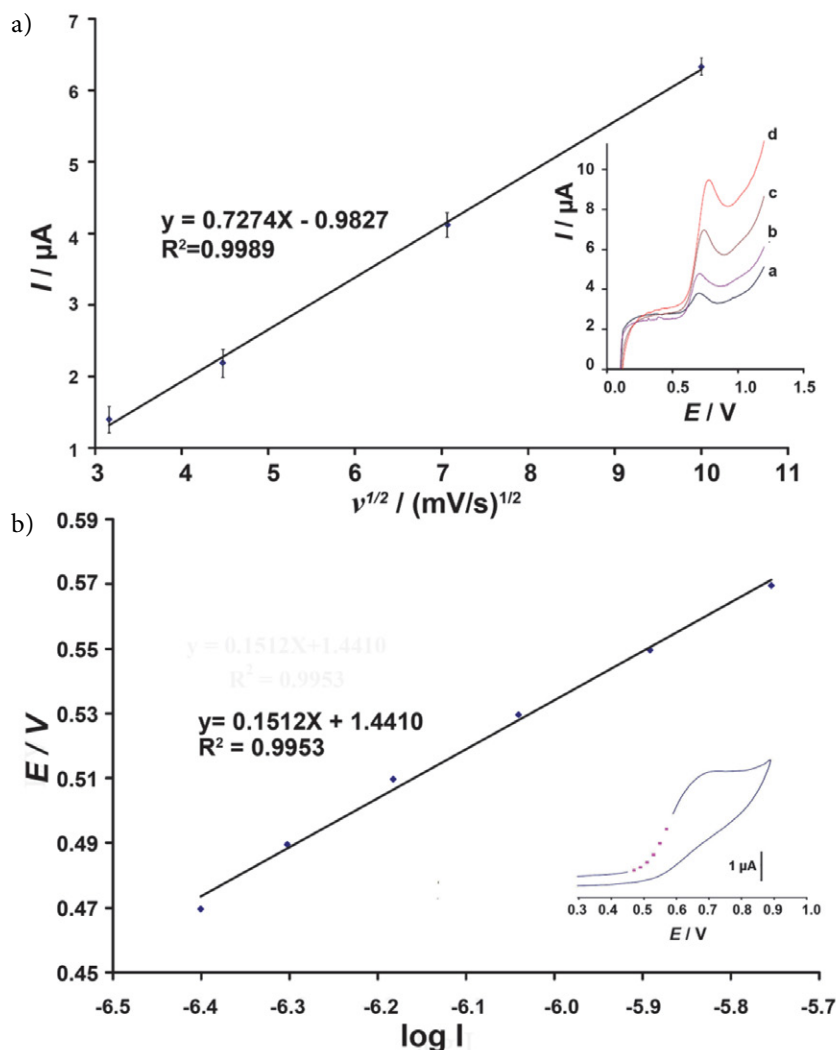 a)
7
6
5
4
3
2
1
I / µA
y = 0.7274X - 0.9827
R²=0.9989
3 4 5 6 7 8 9 10 11
v1/2 / (mV/s)1/2
10
8
6
4
2
0
I / µA
d
c
b
a
0.0 0.5 1.0 1.5
E / V
b)
0.59
0.57
0.55
0.53
0.51
0.49
0.47
0.45
E / V
y = 0.1512X+1.4410
R² = 0.9953
y= 0.1512X + 1.4410
R² = 0.9953
1 µA
0.3 0.4 0.5 0.6 0.7 0.8 0.9 1.0
E / V
-6.5 -6.4 -6.3 -6.2 -6.1 -6.0 -5.9 -5.8 -5.7
log I